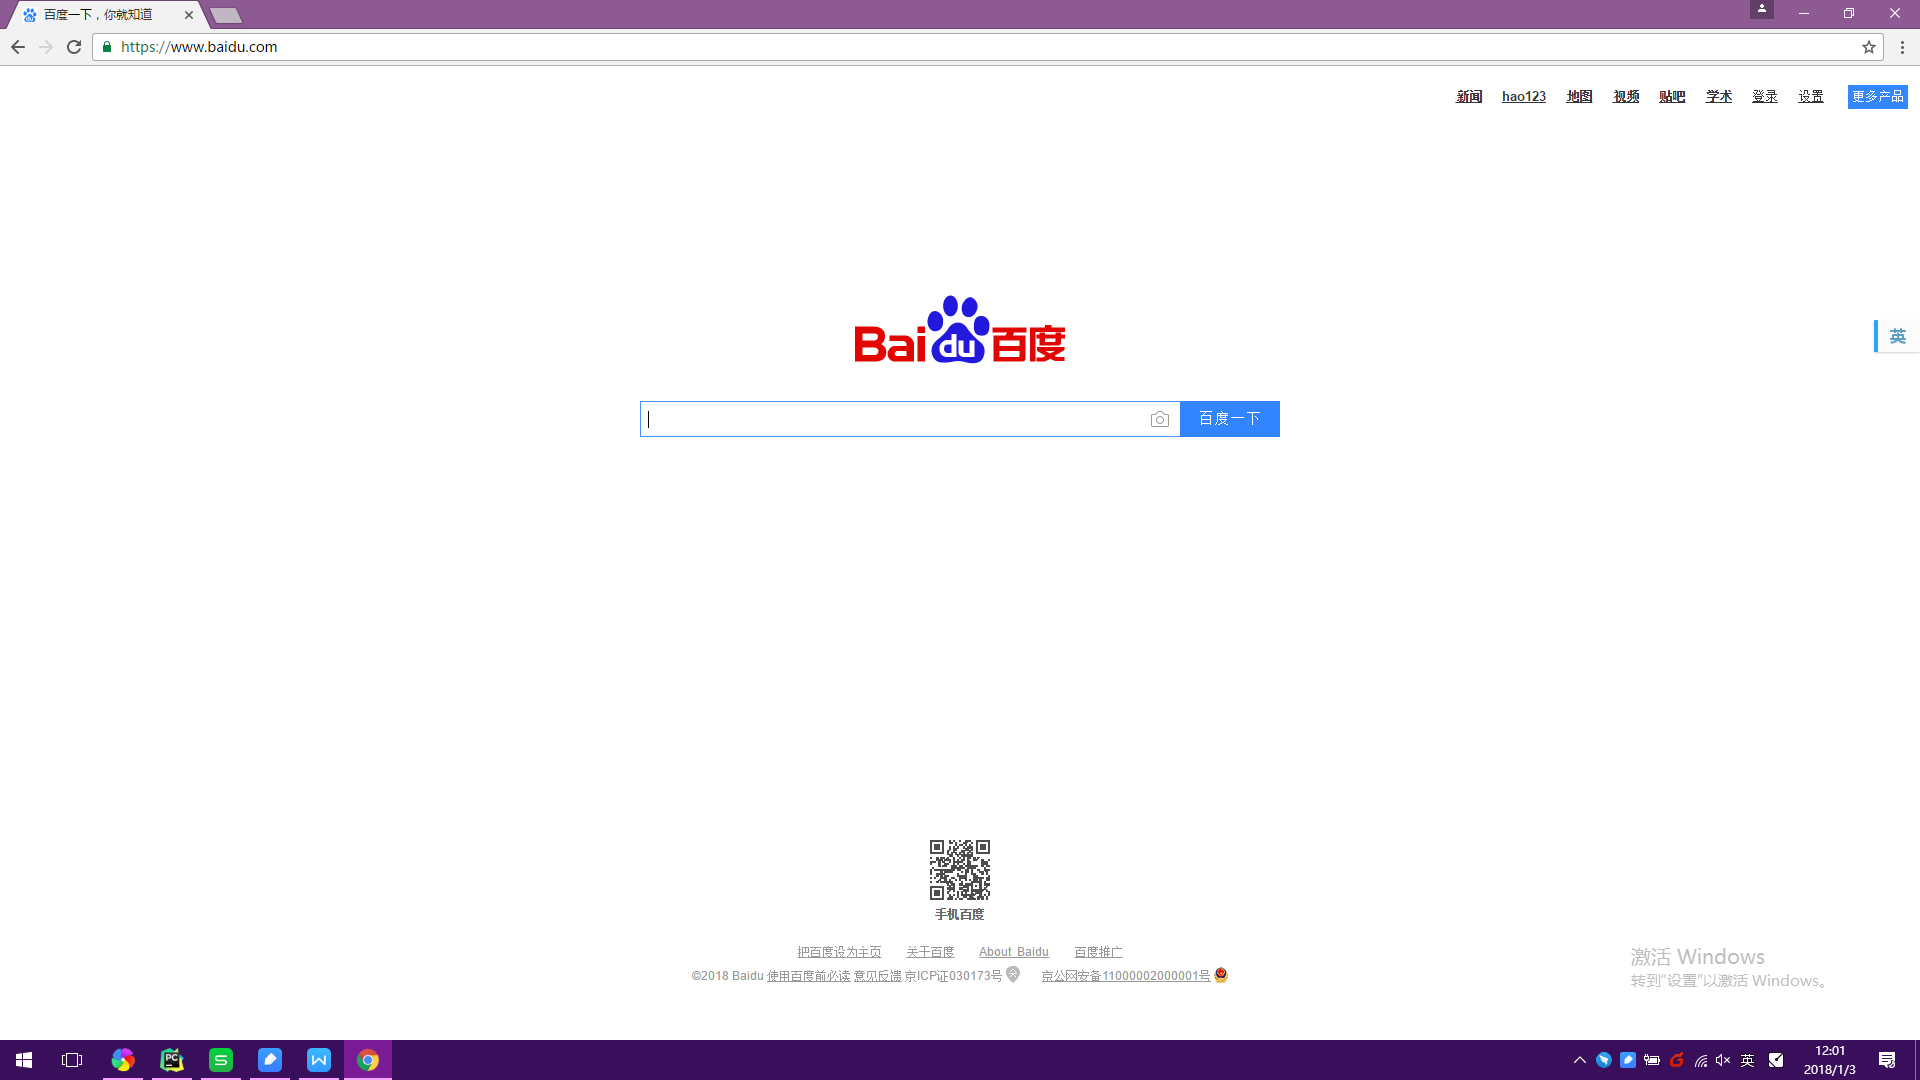 百度一下，你就知道
https://www.baidu.com
新闻 hao123 地图 视频 贴吧 学术 登录 设置 更多产品
Bai du 百度
英
百度一下
手机百度
把百度设为主页 关于百度 About Baidu 百度推广
©2018 Baidu 使用百度前必读 意见反馈 京ICP证030173号 京公网安备11000002000001号
激活 Windows
转到“设置”以激活 Windows。
PC S W 英
12:01
2018/1/3